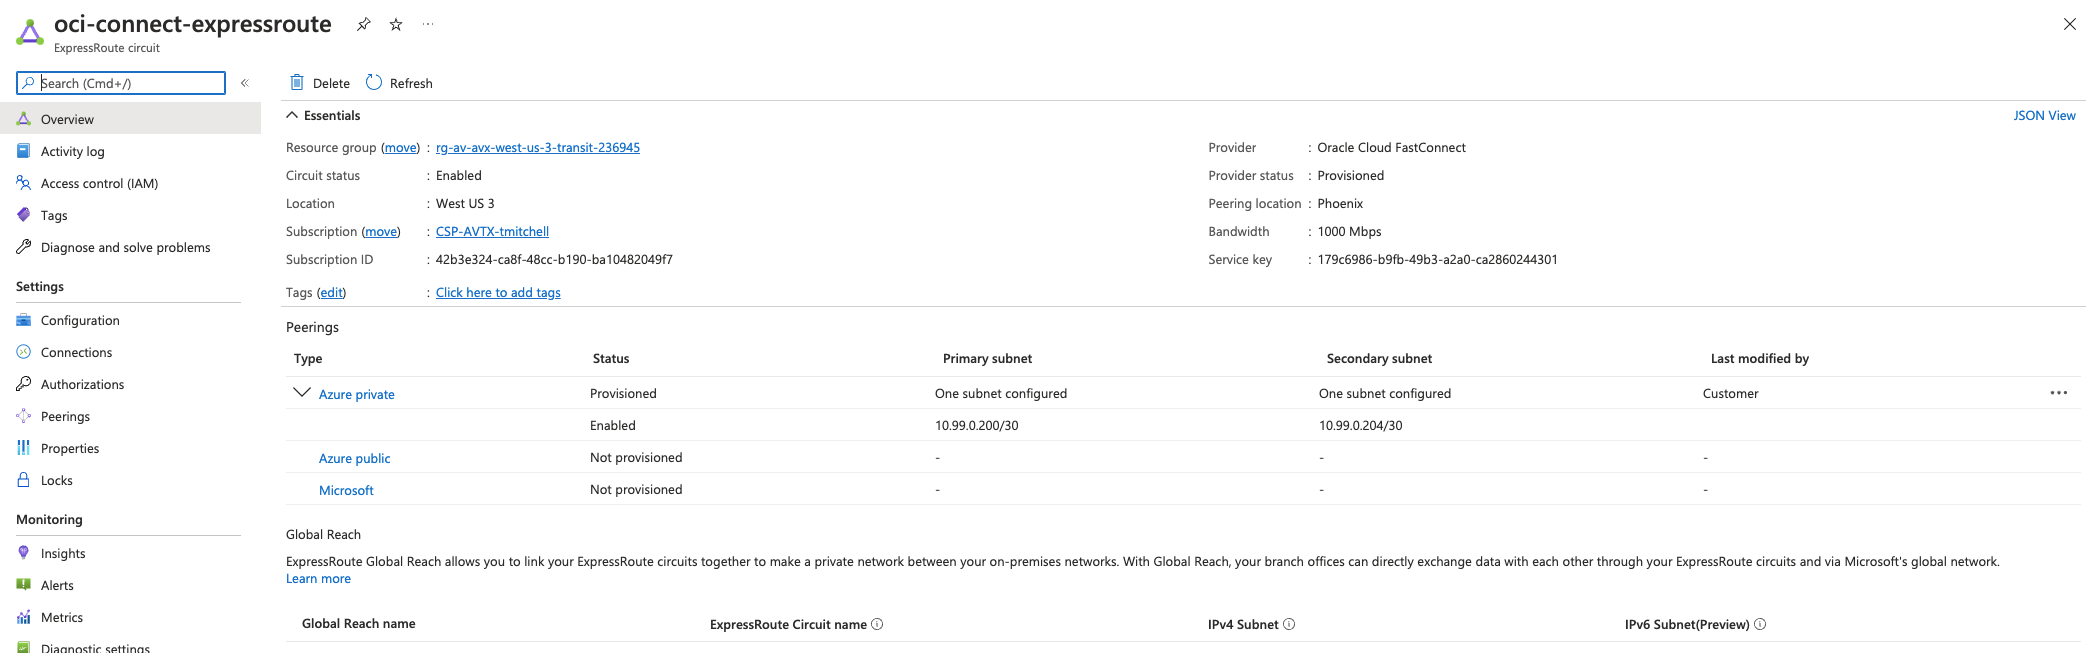 oci-connect-expressroute
ExpressRoute circuit
Search (Cmd+/)
Overview
Activity log
Access control (IAM)
Tags
Diagnose and solve problems
Settings
Configuration
Connections
Authorizations
Peerings
Properties
Locks
Monitoring
Insights
Alerts
Metrics
Diagnostic settings
Delete Refresh
Essentials JSON View
Resource group (move) : rg-av-avx-west-us-3-transit-236945
Circuit status : Enabled
Location : West US 3
Subscription (move) : CSP-AVTX-tmitchell
Subscription ID : 42b3e324-ca8f-48cc-b190-ba10482049f7
Tags (edit) : Click here to add tags
Provider : Oracle Cloud FastConnect
Provider status : Provisioned
Peering location : Phoenix
Bandwidth : 1000 Mbps
Service key : 179c6986-b9fb-49b3-a2a0-ca2860244301
Peerings
Type Status Primary subnet Secondary subnet Last modified by
Azure private Provisioned One subnet configured One subnet configured Customer
Enabled 10.99.0.200/30 10.99.0.204/30
Azure public Not provisioned - - -
Microsoft Not provisioned - - -
Global Reach
ExpressRoute Global Reach allows you to link your ExpressRoute circuits together to make a private network between your on-premises networks. With Global Reach, your branch offices can directly exchange data with each other through your ExpressRoute circuits and via Microsoft's global network.
Learn more
Global Reach name ExpressRoute Circuit name IPv4 Subnet IPv6 Subnet(Preview)